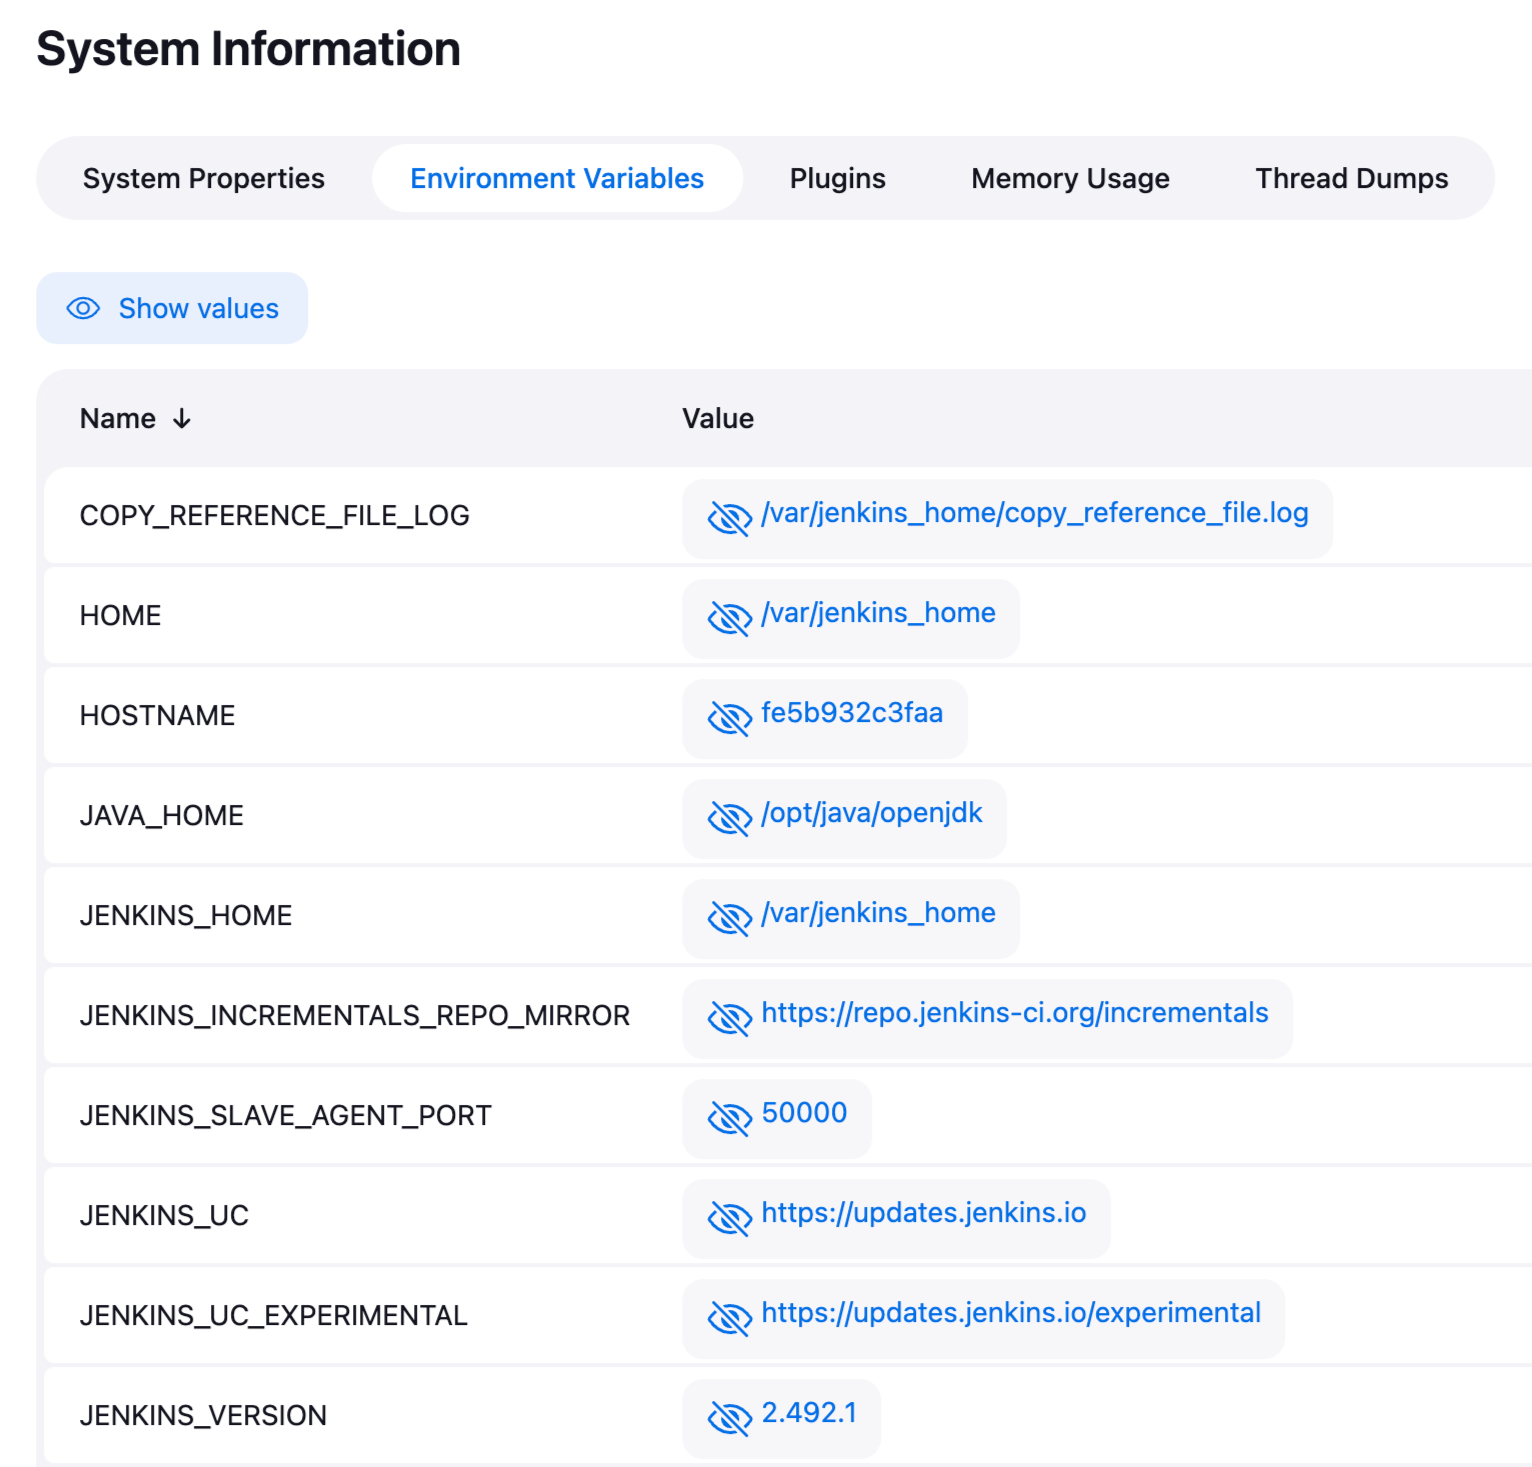 System Information
System Properties Environment Variables Plugins Memory Usage Thread Dumps
Show values
Name ↓ Value
COPY_REFERENCE_FILE_LOG /var/jenkins_home/copy_reference_file.log
HOME /var/jenkins_home
HOSTNAME fe5b932c3faa
JAVA_HOME /opt/java/openjdk
JENKINS_HOME /var/jenkins_home
JENKINS_INCREMENTALS_REPO_MIRROR https://repo.jenkins-ci.org/incrementals
JENKINS_SLAVE_AGENT_PORT 50000
JENKINS_UC https://updates.jenkins.io
JENKINS_UC_EXPERIMENTAL https://updates.jenkins.io/experimental
JENKINS_VERSION 2.492.1